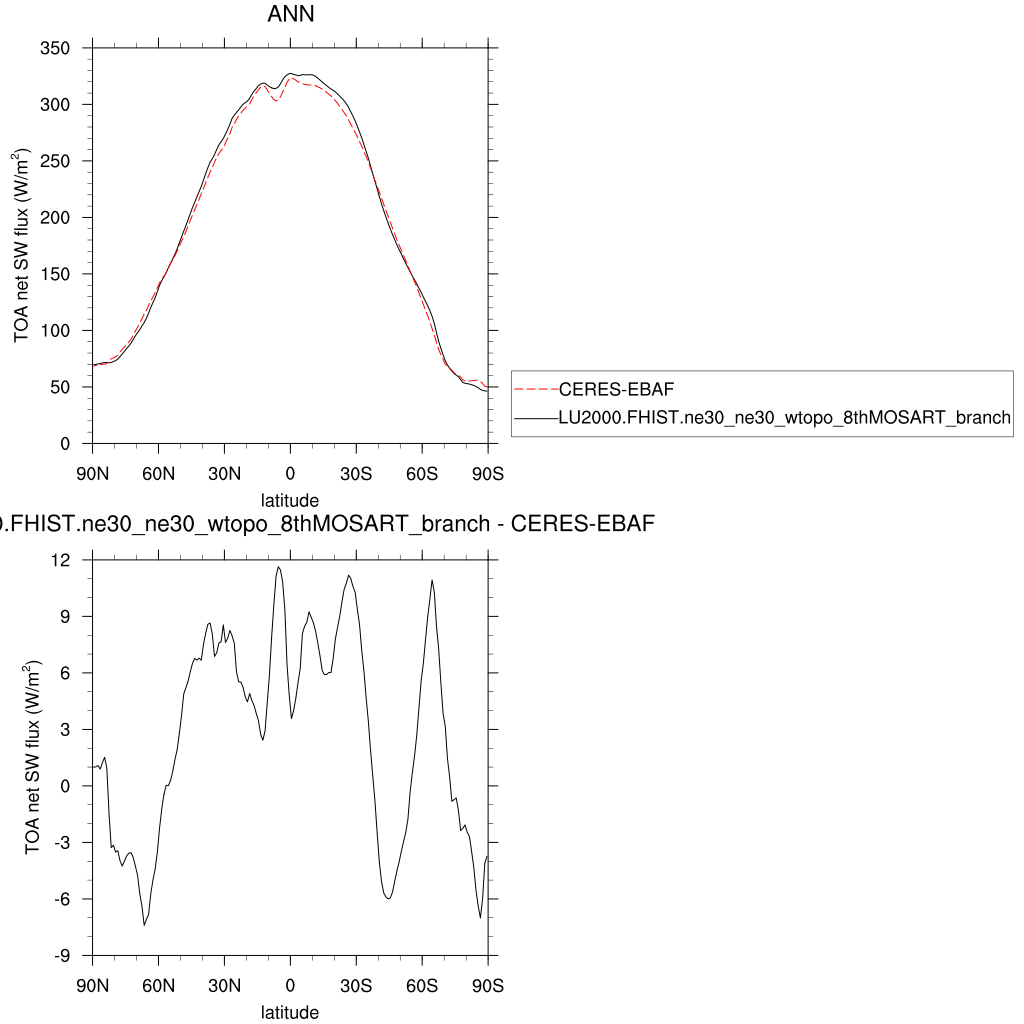 ANN
350
300
250
200
150
100
50
0
TOA net SW flux (W/m²)
90N 60N 30N 0 30S 60S 90S
latitude
CERES-EBAF
LU2000.FHIST.ne30_ne30_wtopo_8thMOSART_branch
.FHIST.ne30_ne30_wtopo_8thMOSART_branch - CERES-EBAF
12
9
6
3
0
-3
-6
-9
TOA net SW flux (W/m²)
90N 60N 30N 0 30S 60S 90S
latitude